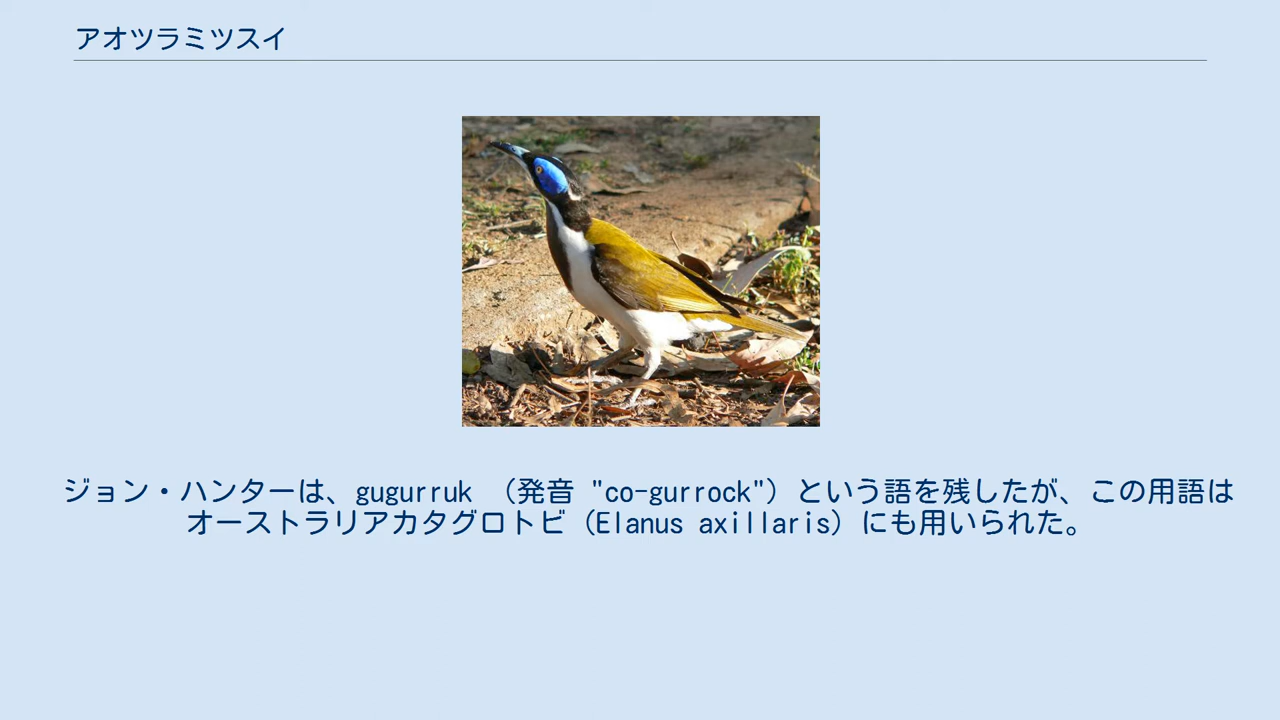 アオツラミツスイ
ジョン・ハンターは、gugurruk （発音 "co-gurrock"）という語を残したが、この用語は
オーストラリアカタグロトビ（Elanus axillaris）にも用いられた。